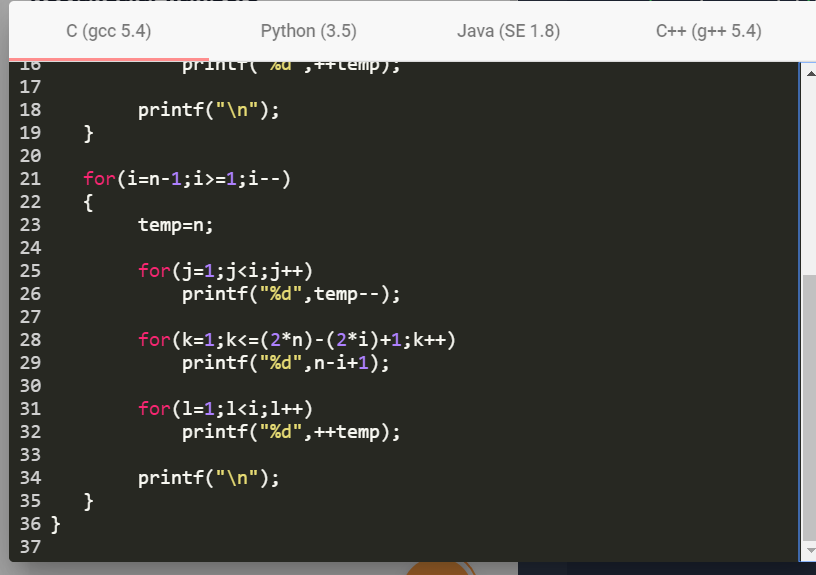 C (gcc 5.4) Python (3.5) Java (SE 1.8) C++ (g++ 5.4)
16 printf("%d",++temp);
17
18 printf("\n");
19 }
20
21 for(i=n-1;i>=1;i--)
22 {
23 temp=n;
24
25 for(j=1;j<i;j++)
26 printf("%d",temp--);
27
28 for(k=1;k<=(2*n)-(2*i)+1;k++)
29 printf("%d",n-i+1);
30
31 for(l=1;l<i;l++)
32 printf("%d",++temp);
33
34 printf("\n");
35 }
36 }
37